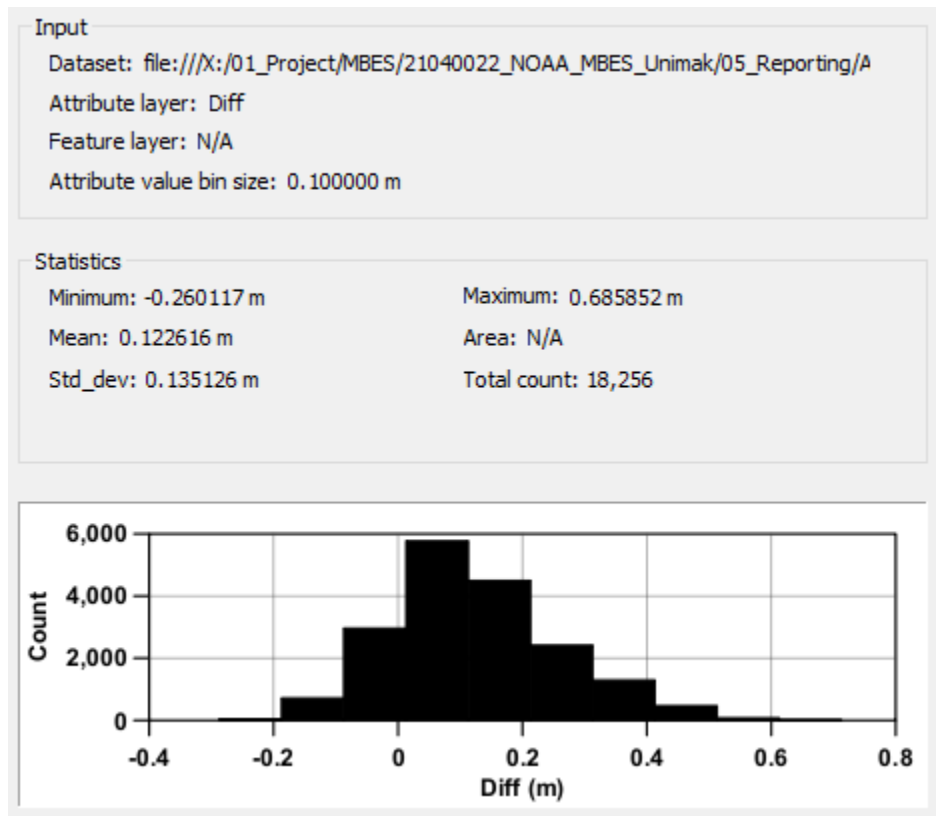 Input
Dataset: file:///X:/01_Project/MBES/21040022_NOAA_MBES_Unimak/05_Reporting/A
Attribute layer: Diff
Feature layer: N/A
Attribute value bin size: 0.100000 m
Statistics
Minimum: -0.260117 m
Maximum: 0.685852 m
Mean: 0.122616 m
Area: N/A
Std_dev: 0.135126 m
Total count: 18,256
6,000
4,000
2,000
0
Count
-0.4 -0.2 0 0.2 0.4 0.6 0.8
Diff (m)